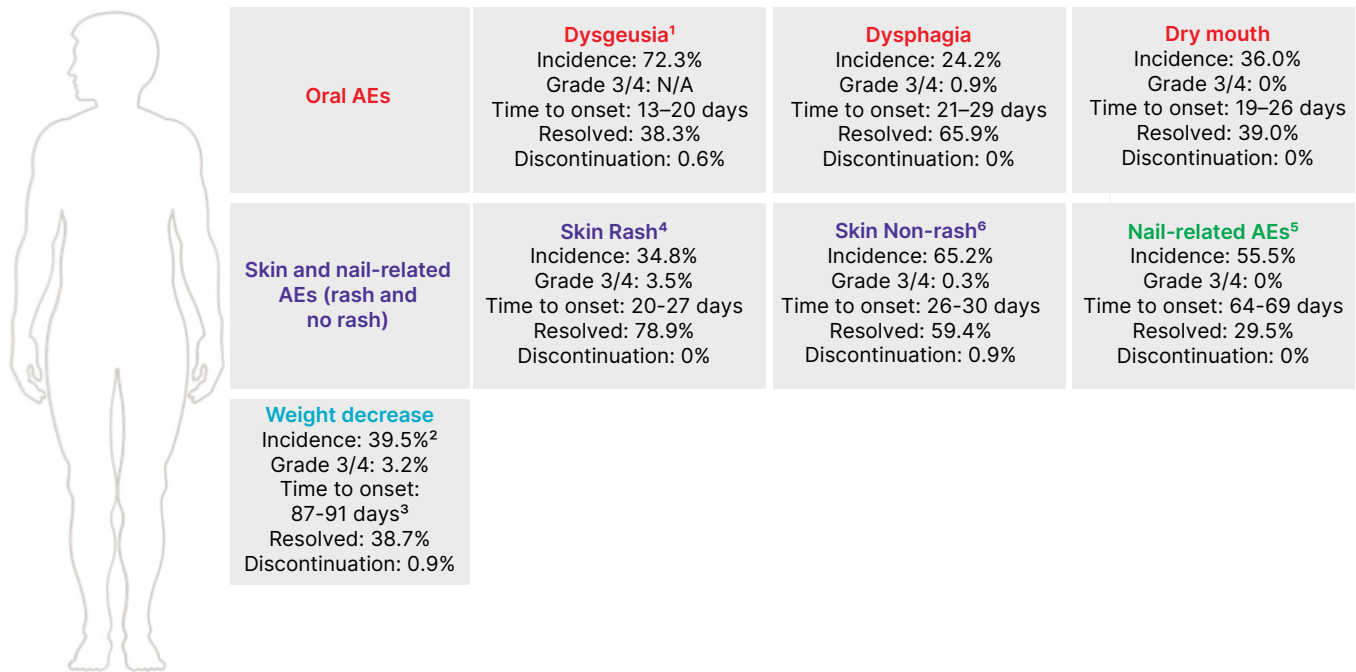 Oral AEs
Dysgeusia¹
Incidence: 72.3%
Grade 3/4: N/A
Time to onset: 13–20 days
Resolved: 38.3%
Discontinuation: 0.6%
Dysphagia
Incidence: 24.2%
Grade 3/4: 0.9%
Time to onset: 21–29 days
Resolved: 65.9%
Discontinuation: 0%
Dry mouth
Incidence: 36.0%
Grade 3/4: 0%
Time to onset: 19–26 days
Resolved: 39.0%
Discontinuation: 0%
Skin and nail-related
AEs (rash and
no rash)
Skin Rash⁴
Incidence: 34.8%
Grade 3/4: 3.5%
Time to onset: 20-27 days
Resolved: 78.9%
Discontinuation: 0%
Skin Non-rash⁶
Incidence: 65.2%
Grade 3/4: 0.3%
Time to onset: 26-30 days
Resolved: 59.4%
Discontinuation: 0.9%
Nail-related AEs⁵
Incidence: 55.5%
Grade 3/4: 0%
Time to onset: 64-69 days
Resolved: 29.5%
Discontinuation: 0%
Weight decrease
Incidence: 39.5%²
Grade 3/4: 3.2%
Time to onset:
87-91 days³
Resolved: 38.7%
Discontinuation: 0.9%